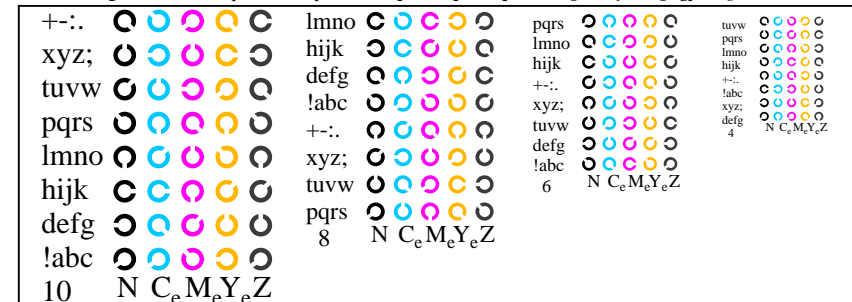 +-:.
xyz;
tuvw
pqrs
lmno
hijk
defg
!abc
10 N CeMeYeZ
lmno
hijk
defg
!abc
+-:.
xyz;
tuvw
pqrs
8 N CeMeYeZ
pqrs
lmno
hijk
+-:.
xyz;
tuvw
defg
!abc
6 N CeMeYeZ
tuvw
pqrs
lmno
hijk
+-:.
!abc
xyz;
defg
4 N CeMeYeZ